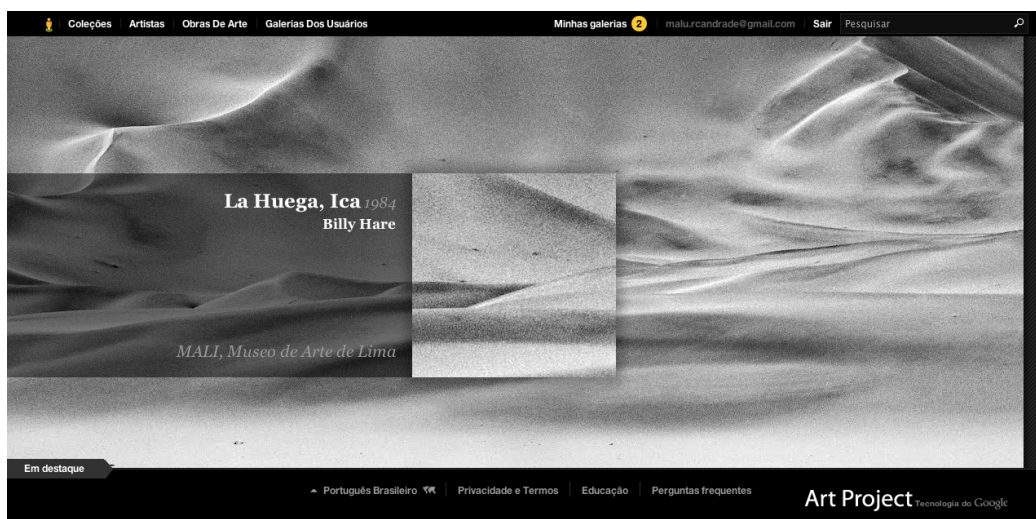 Coleções Artistas Obras De Arte Galerias Dos Usuários Minhas galerias 2 malu.rcandrade@gmail.com Sair Pesquisar
La Huega, Ica 1984
Billy Hare
MALI, Museo de Arte de Lima
Em destaque
Português Brasileiro Privacidade e Termos Educação Perguntas frequentes
Art Project Tecnologia do Google